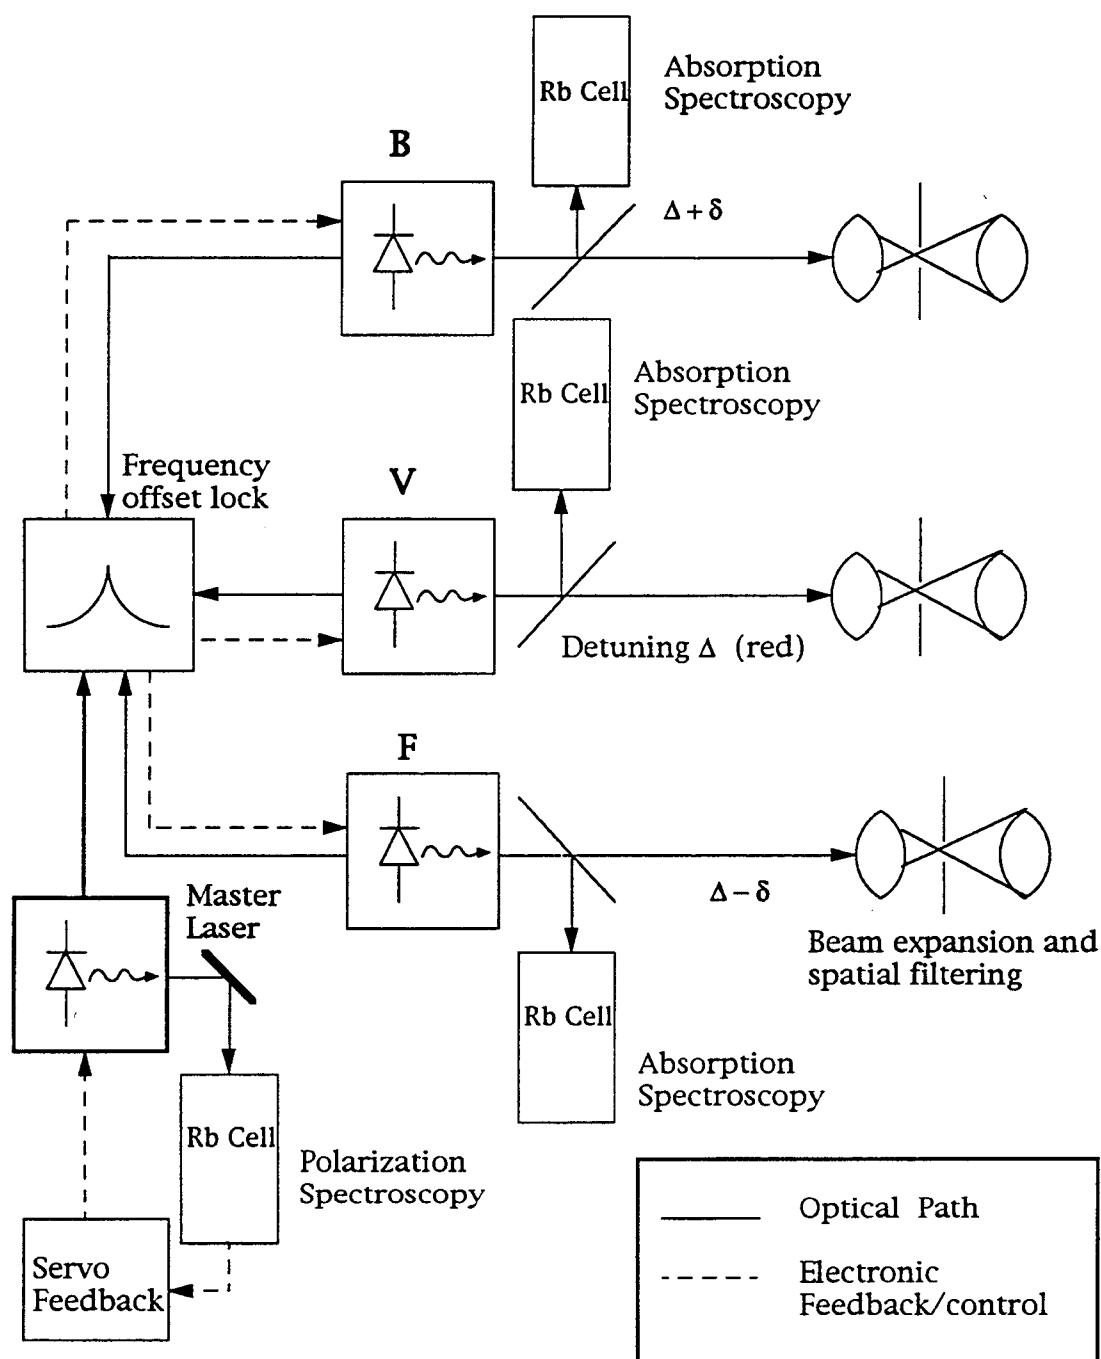 Rb Cell
Absorption
Spectroscopy
B
Δ + δ
Rb Cell
Absorption
Spectroscopy
Frequency
offset lock
V
Detuning Δ (red)
F
Δ − δ
Master
Laser
Beam expansion and
spatial filtering
Rb Cell
Absorption
Spectroscopy
Rb Cell
Polarization
Spectroscopy
Servo
Feedback
Optical Path
Electronic
Feedback/control